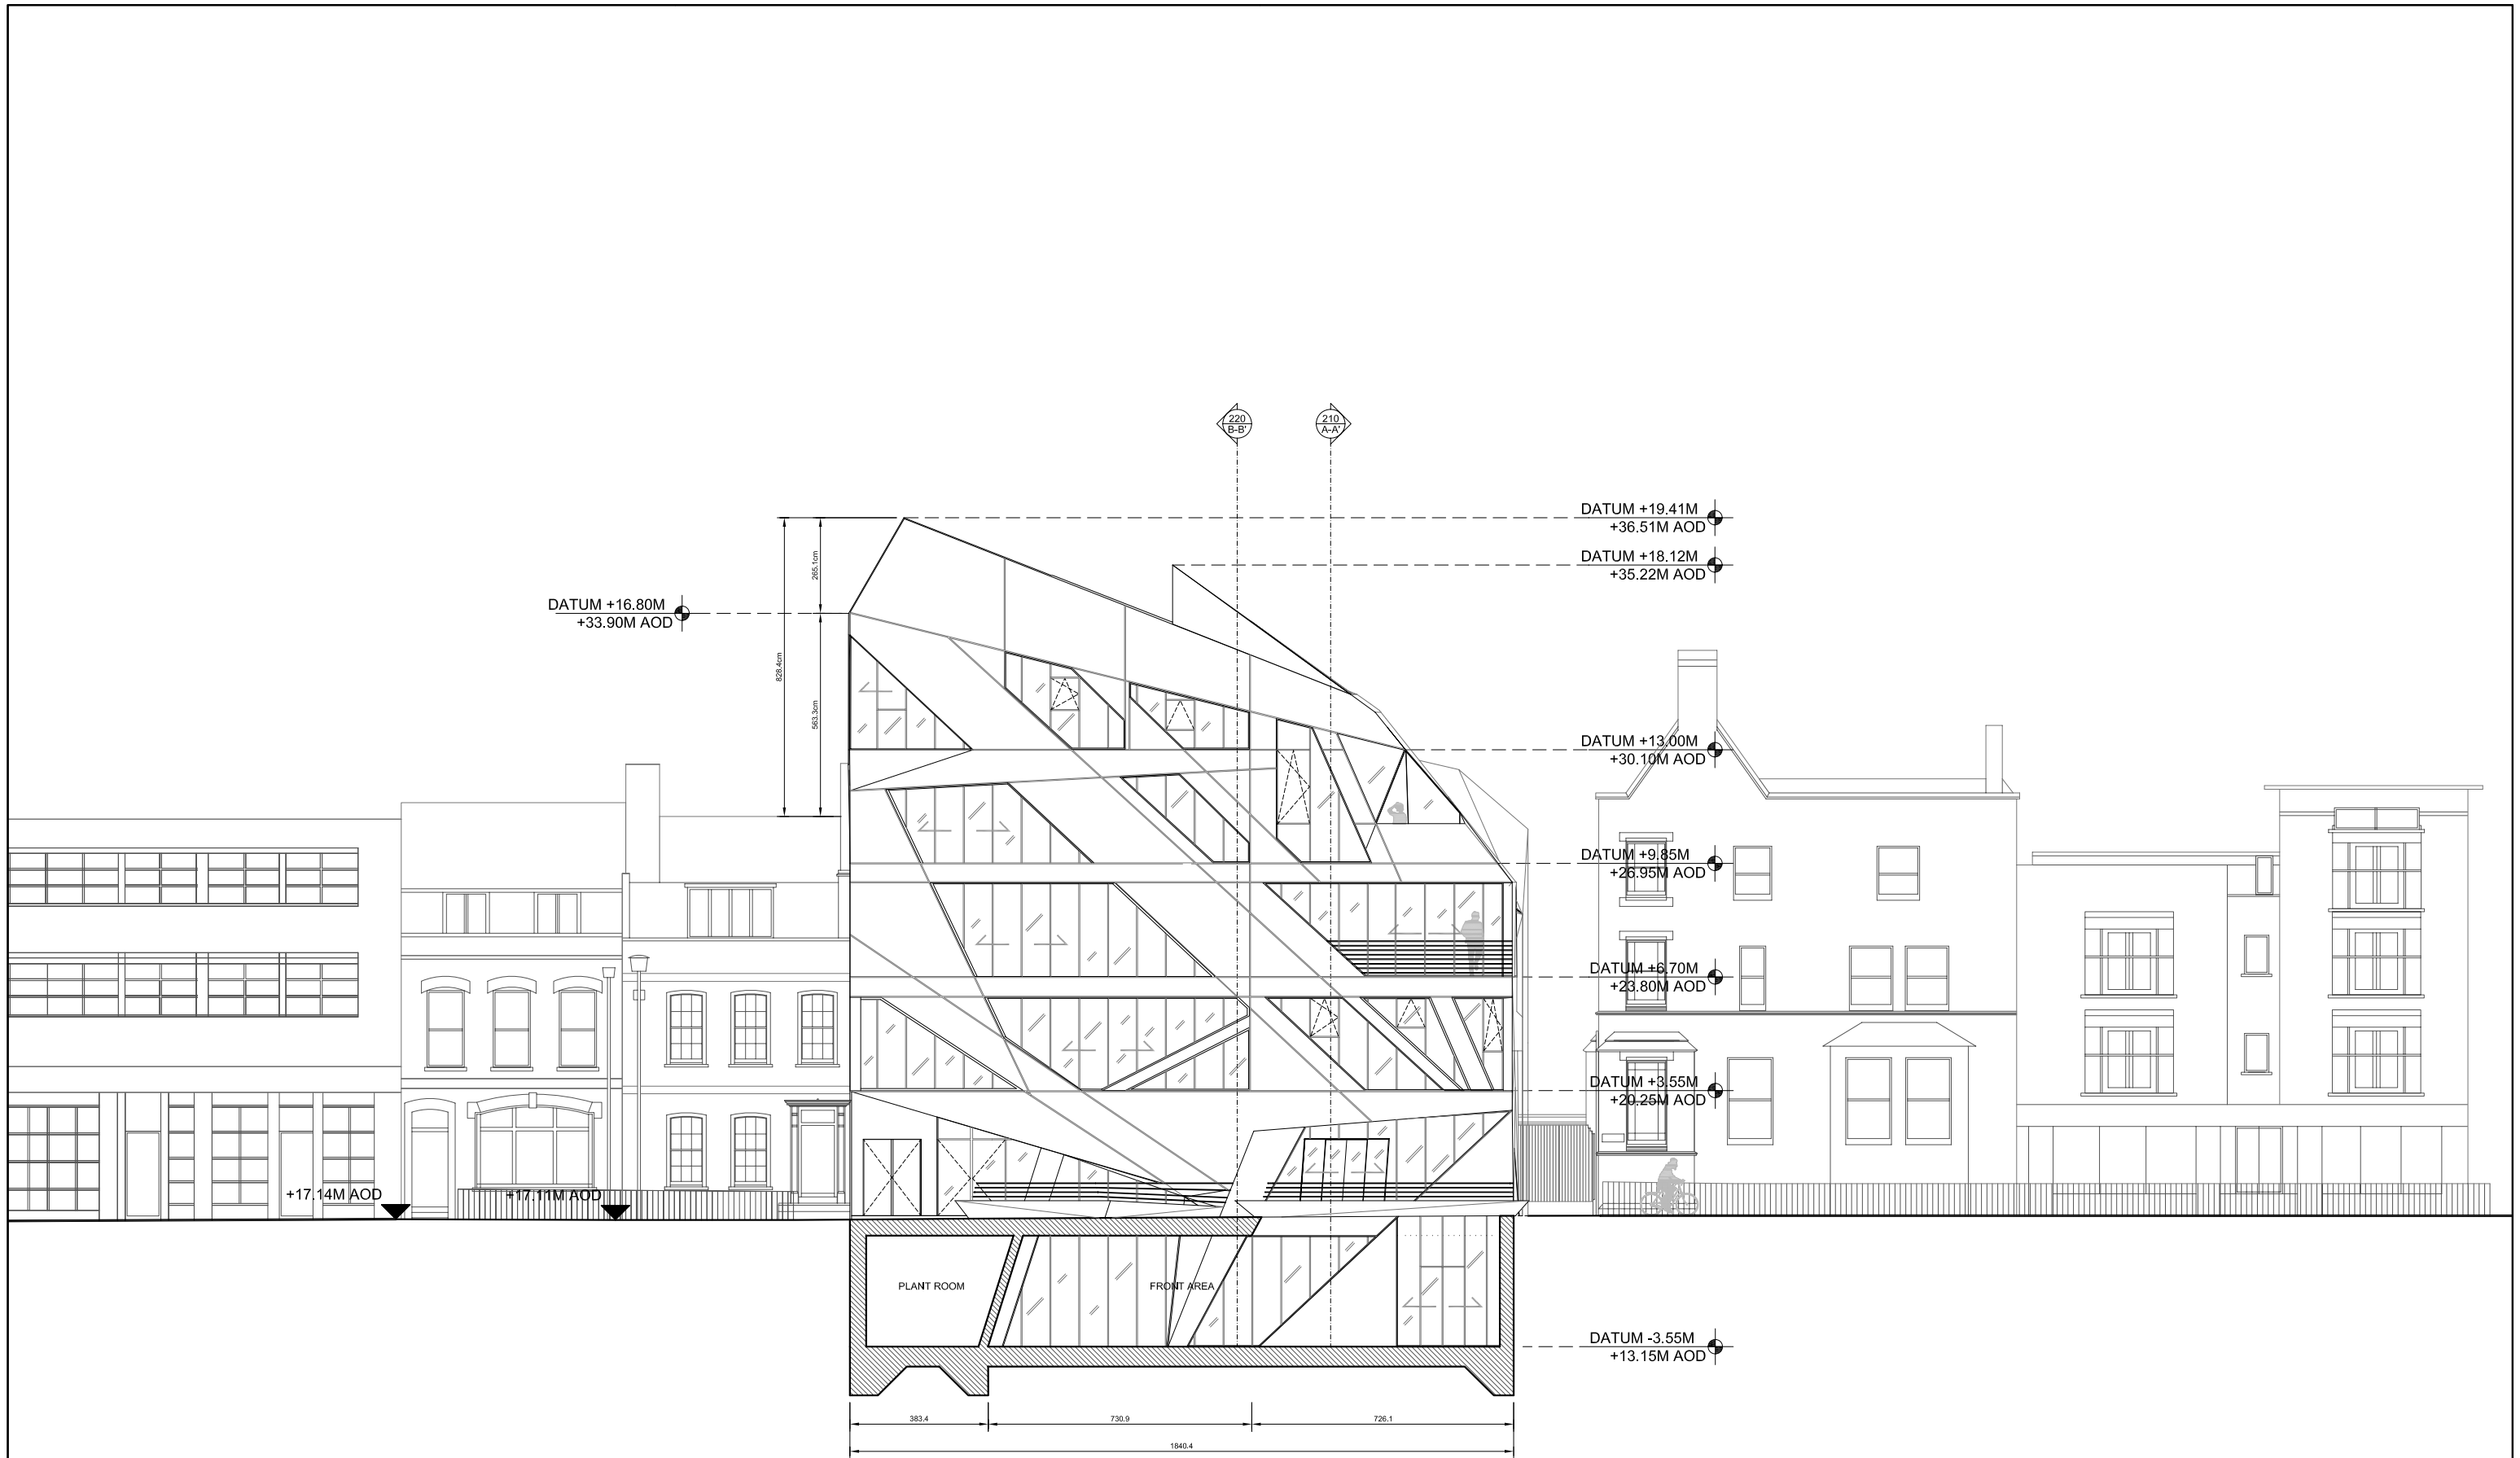 220
B-B'
210
A-A'
DATUM +19.41M
+36.51M AOD
DATUM +18.12M
+35.22M AOD
265.1cm
DATUM +16.80M
+33.90M AOD
828.4cm
563.3cm
DATUM +13.00M
+30.10M AOD
DATUM +9.85M
+26.95M AOD
DATUM +6.70M
+23.80M AOD
DATUM +3.55M
+20.25M AOD
+17.14M AOD
+17.11M AOD
PLANT ROOM
FRONT AREA
DATUM -3.55M
+13.15M AOD
383.4
730.9
726.1
1840.4